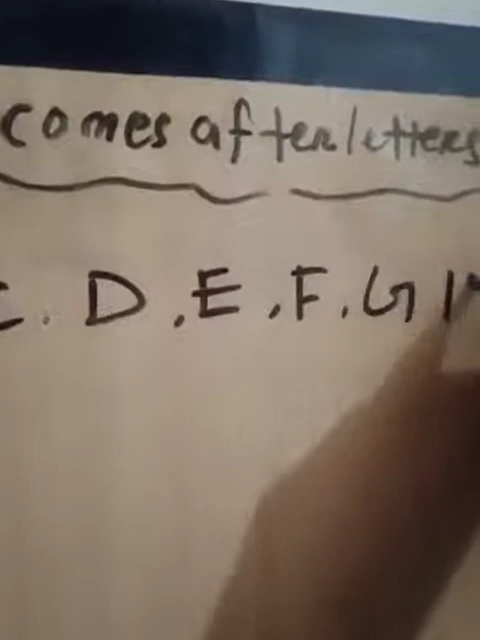 comes after letters
. D , E , F , G